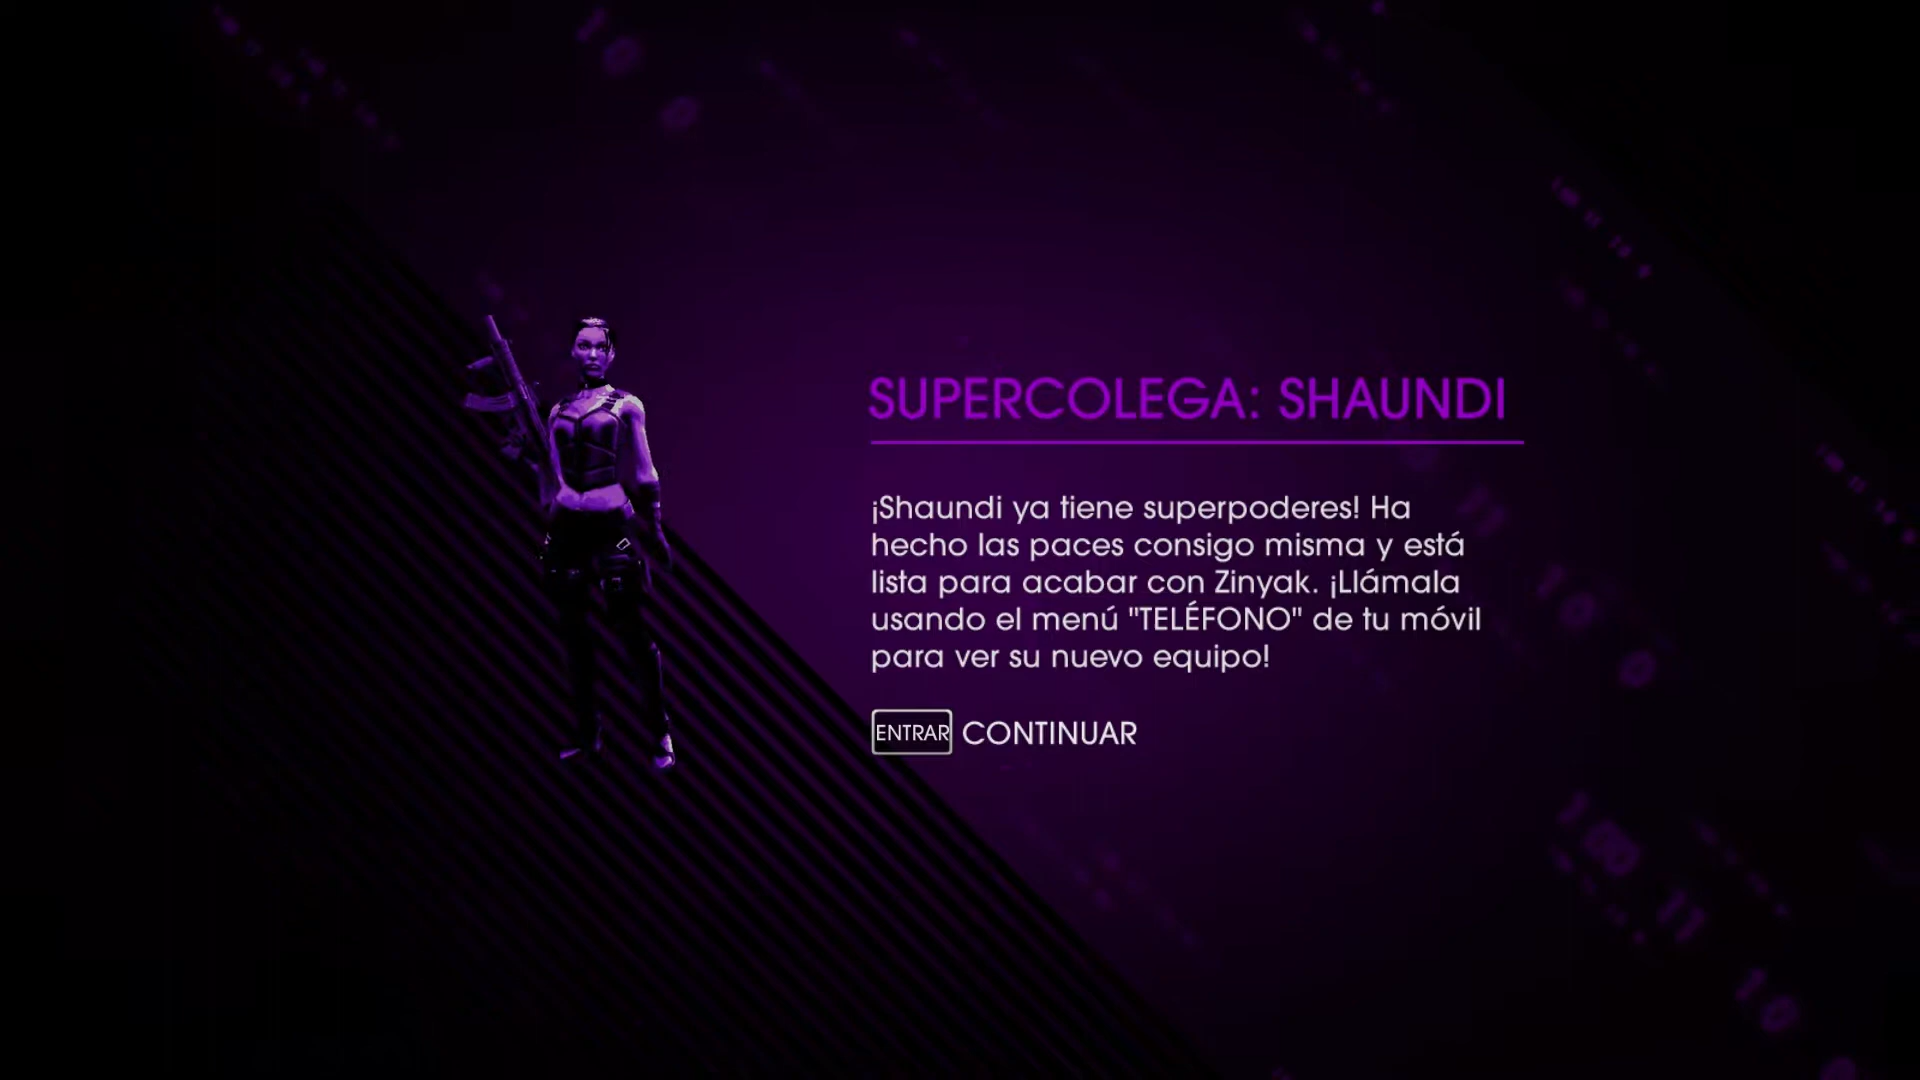 SUPERCOLEGA: SHAUNDI
¡Shaundi ya tiene superpoderes! Ha
hecho las paces consigo misma y está
lista para acabar con Zinyak. ¡Llámala
usando el menú "TELÉFONO" de tu móvil
para ver su nuevo equipo!
ENTRAR CONTINUAR